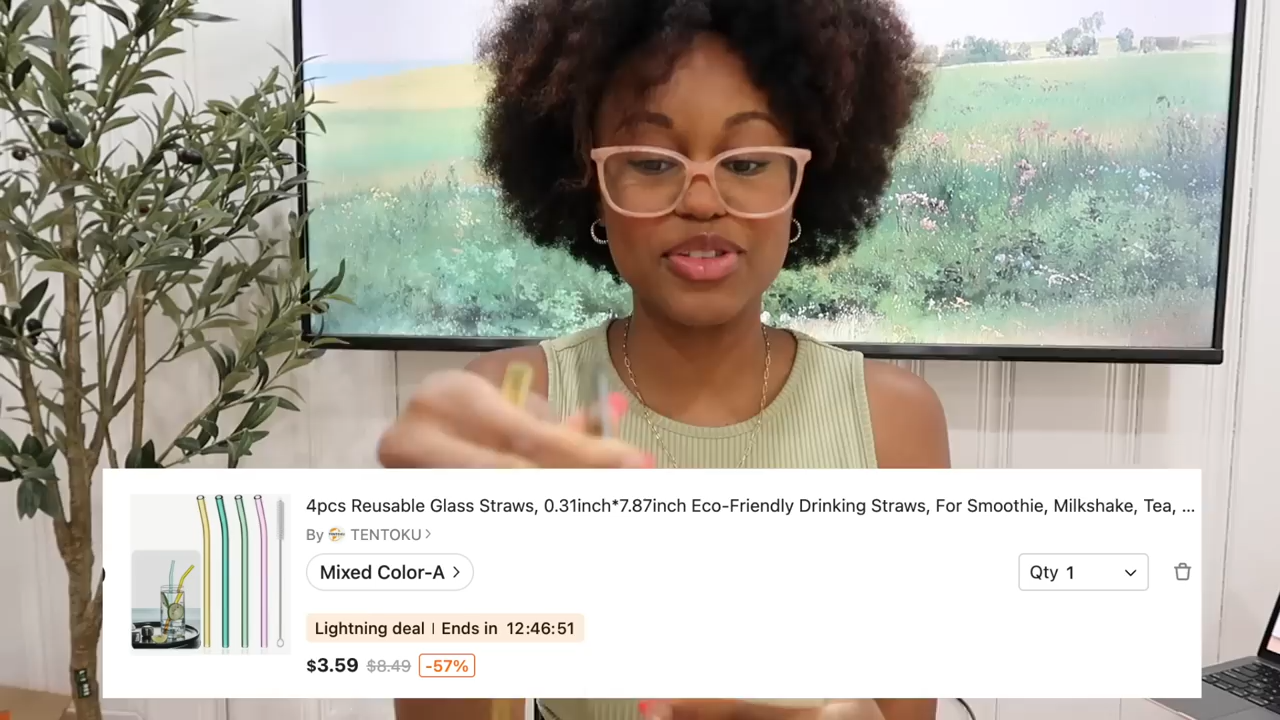 4pcs Reusable Glass Straws, 0.31inch*7.87inch Eco-Friendly Drinking Straws, For Smoothie, Milkshake, Tea, ...
By TENTOKU
Mixed Color-A
Qty 1
Lightning deal | Ends in 12:46:51
$3.59 $8.49 -57%